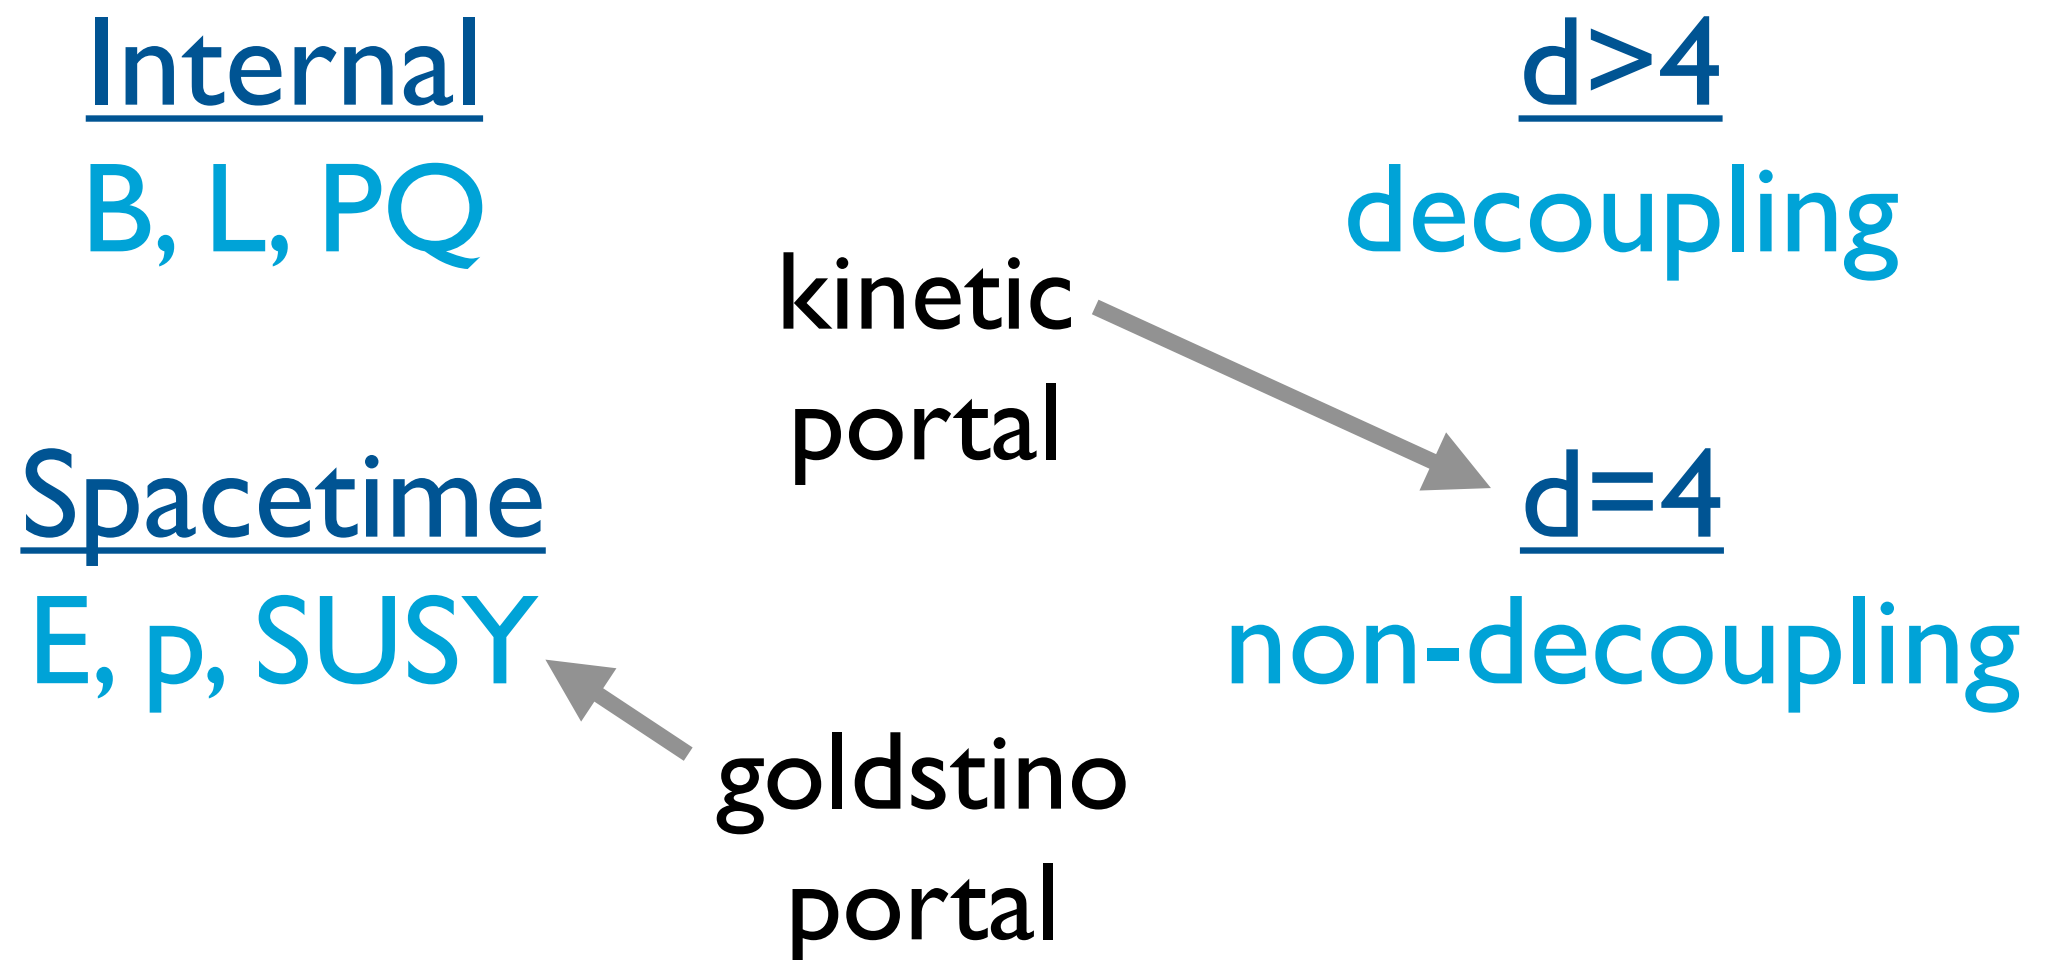 Internal
B, L, PQ
Spacetime
E, p, SUSY
kinetic
portal
goldstino
portal
d>4
decoupling
d=4
non-decoupling